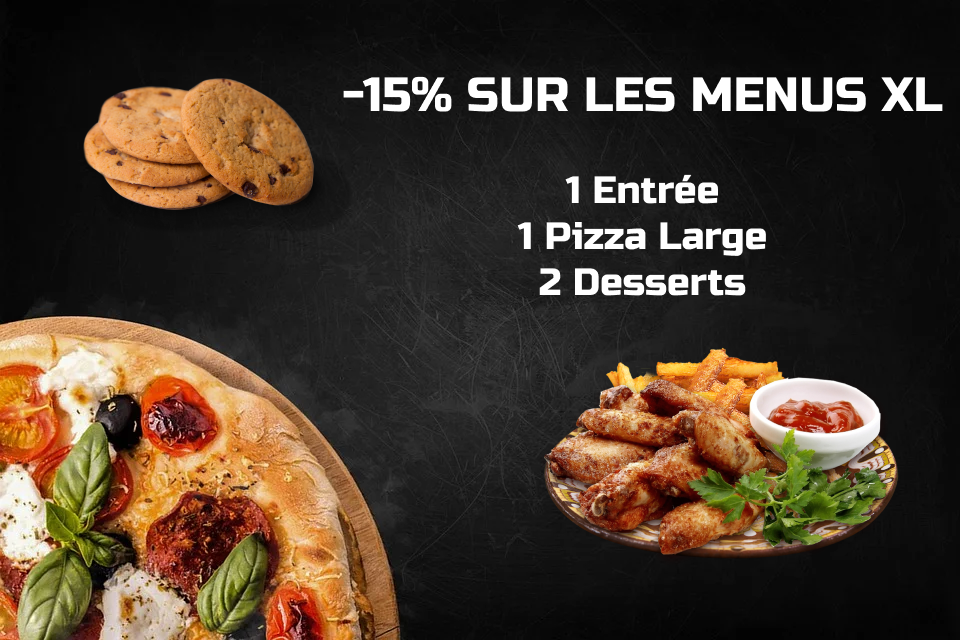 -15% SUR LES MENUS XL
1 Entrée
1 Pizza Large
2 Desserts